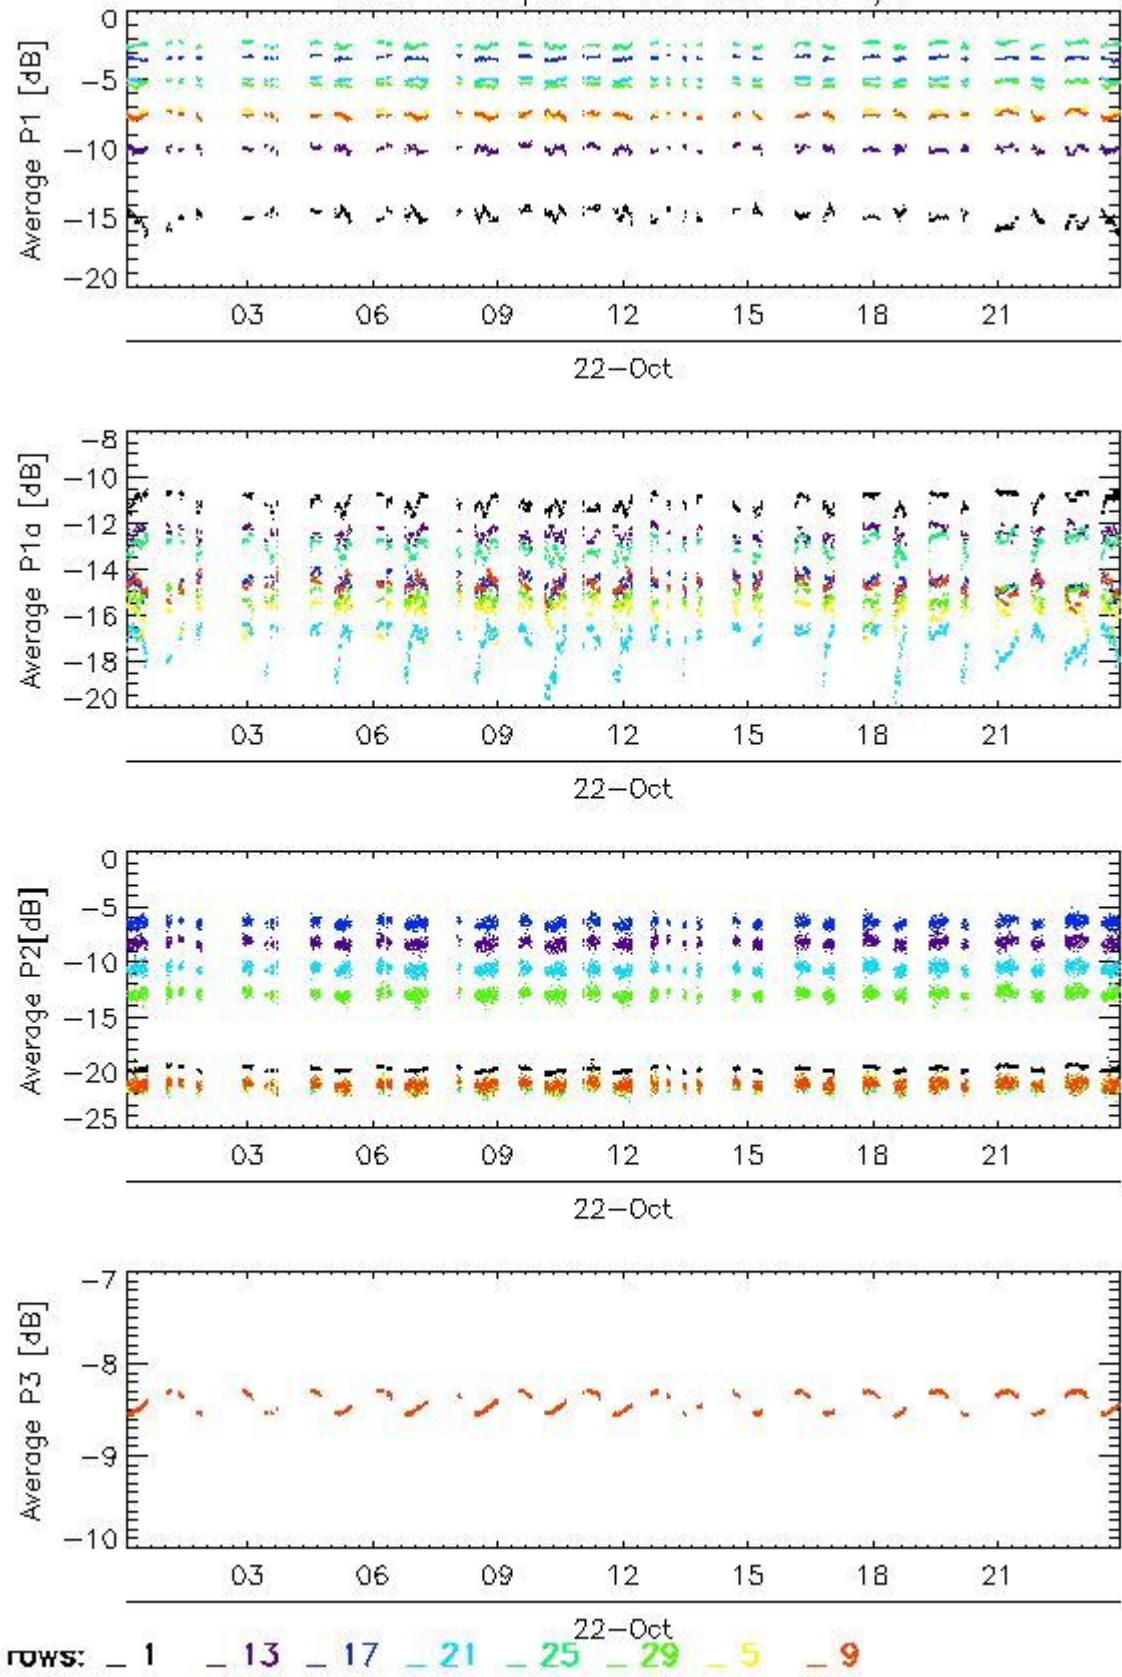 0
-5
-10
-15
-20
Average P1 [dB]
03 06 09 12 15 18 21
22-Oct
-8
-10
-12
-14
-16
-18
-20
Average P1a [dB]
03 06 09 12 15 18 21
22-Oct
0
-5
-10
-15
-20
-25
Average P2[dB]
03 06 09 12 15 18 21
22-Oct
-7
-8
-9
-10
Average P3 [dB]
03 06 09 12 15 18 21
22-Oct
rows: _ 1 _ 13 _ 17 _ 21 _ 25 _ 29 _ 5 _ 9